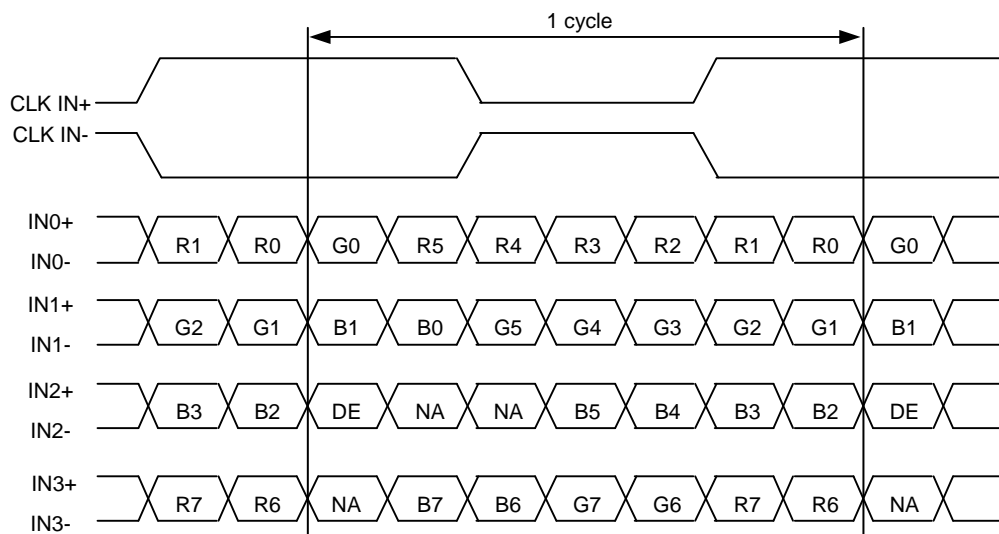 1 cycle
CLK IN+
CLK IN-
IN0+
R1 R0 G0 R5 R4 R3 R2 R1 R0 G0
IN0-
IN1+
G2 G1 B1 B0 G5 G4 G3 G2 G1 B1
IN1-
IN2+
B3 B2 DE NA NA B5 B4 B3 B2 DE
IN2-
IN3+
R7 R6 NA B7 B6 G7 G6 R7 R6 NA
IN3-